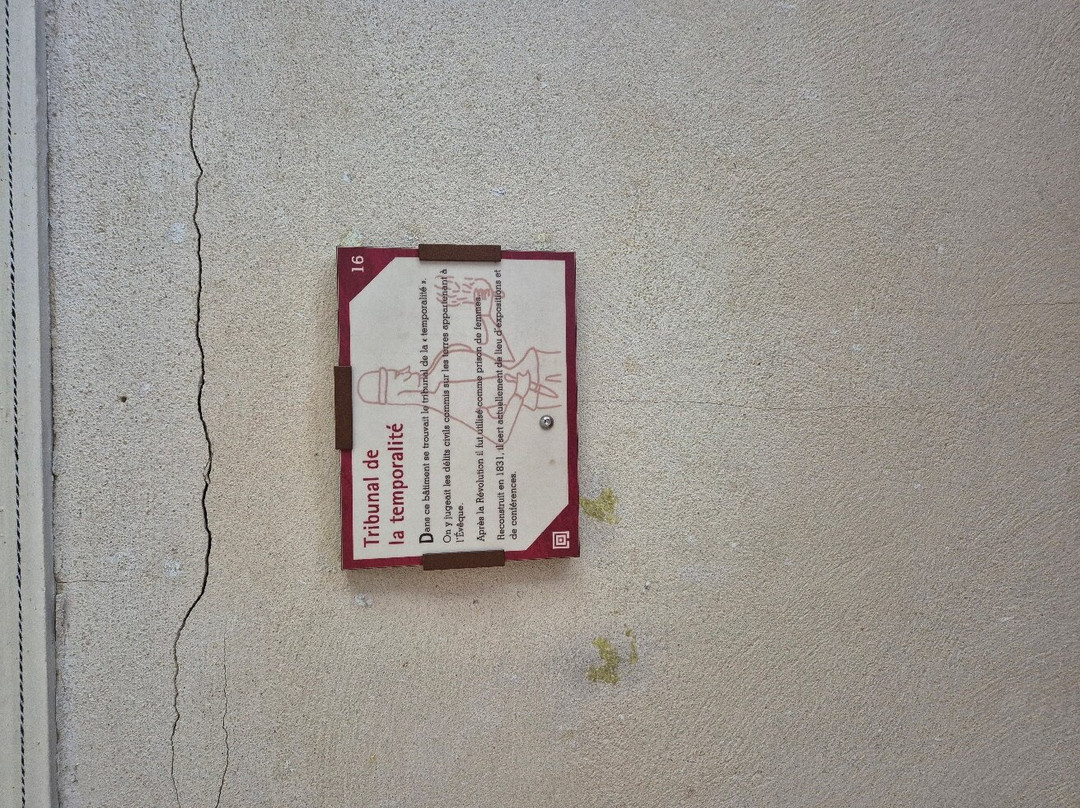 16
Tribunal de
la temporalité
Dans ce bâtiment se trouvait le tribunal de la « temporalité ».
On y jugeait les délits civils commis sur les terres appartenant à
l'Évêque.
Après la Révolution il fut utilisé comme prison de femmes.
Reconstruit en 1831, il sert actuellement de lieu d'expositions et
de conférences.